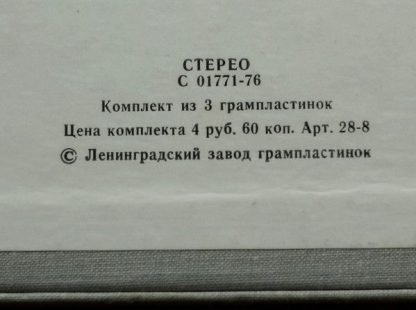 СТЕРЕО
С 01771-76
Комплект из 3 грампластинок
Цена комплекта 4 руб. 60 коп. Арт. 28-8
© Ленинградский завод грампластинок